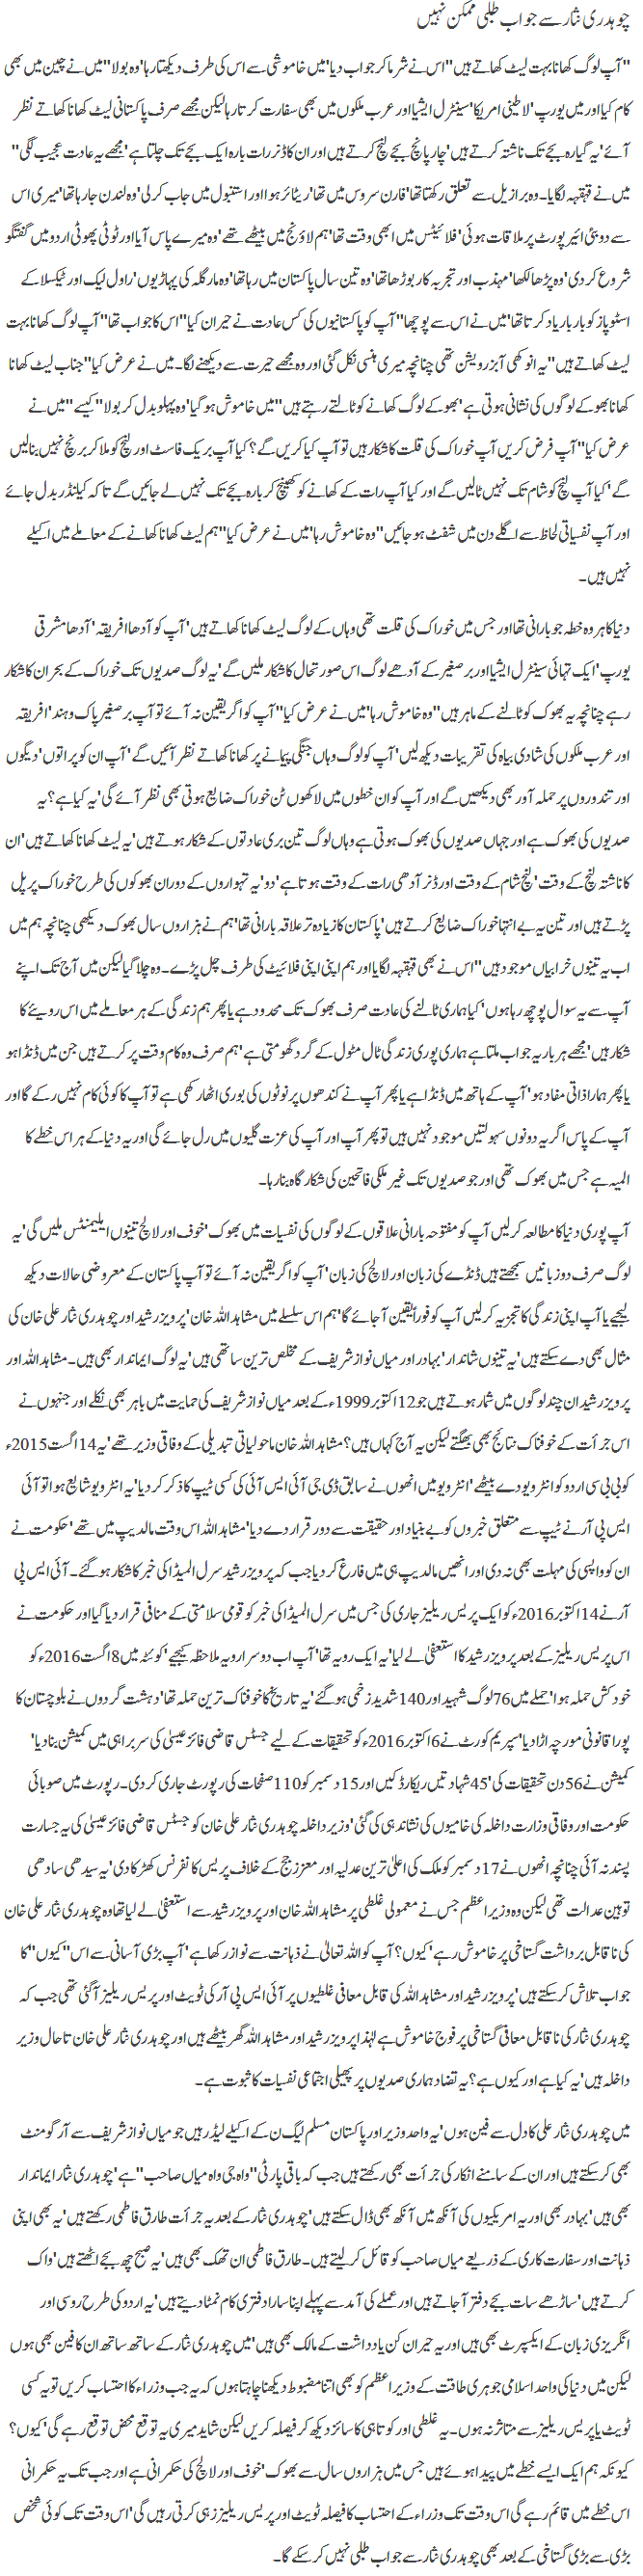 چوہدری نثار سے جواب طلبی ممکن نہیں
"آپ لوگ کھانا بہت لیٹ کھاتے ہیں" اس نے شرما کر جواب دیا' میں خاموشی سے اس کی طرف دیکھتا رہا' وہ بولا" میں نے چین میں بھی
کام کیا اور میں یورپ' لاطینی امریکا' سینٹرل ایشیا اور عرب ملکوں میں بھی سفارت کرتا رہا لیکن مجھے صرف پاکستانی لیٹ کھانا کھاتے نظر
آئے' یہ گیارہ بجے تک ناشتہ کرتے ہیں' چار پانچ بجے لنچ کرتے ہیں اور ان کا ڈنر رات بارہ ایک بجے تک چلتا ہے' مجھے یہ عادت عجیب لگی"
میں نے قہقہہ لگایا۔ وہ برازیل سے تعلق رکھتا تھا' فارن سروس میں تھا' ریٹائر ہوا اور استنبول میں جاب کر لی' وہ لندن جا رہا تھا' میری اس
سے دوبئی ائیر پورٹ پر ملاقات ہوئی' فلائیٹس میں ابھی وقت تھا' ہم لاؤنج میں بیٹھے تھے' وہ میرے پاس آیا اور ٹوٹی پھوٹی اردو میں گفتگو
شروع کر دی' وہ پڑھا لکھا' مہذب اور تجربہ کار بوڑھا تھا' وہ تین سال پاکستان میں رہا تھا' وہ مارگلہ کی پہاڑیوں' راول لیک اور ٹیکسلا کے
اسٹوپاز کو بار بار یاد کرتا تھا' میں نے اس سے پوچھا" آپ کو پاکستانیوں کی کس عادت نے حیران کیا" اس کا جواب تھا" آپ لوگ کھانا بہت
لیٹ کھاتے ہیں" یہ انوکھی آبزرویشن تھی چنانچہ میری ہنسی نکل گئی اور وہ مجھے حیرت سے دیکھنے لگا۔ میں نے عرض کیا" جناب لیٹ کھانا
کھانا بھوکے لوگوں کی نشانی ہوتی ہے' بھوکے لوگ کھانے کو ٹالتے رہتے ہیں" میں خاموش ہو گیا' وہ پہلو بدل کر بولا" کیسے" میں نے
عرض کیا" آپ فرض کریں آپ خوراک کی قلت کا شکار ہیں تو آپ کیا کریں گے؟ کیا آپ بریک فاسٹ اور لنچ کو ملا کر برنچ نہیں بنا لیں
گے' کیا آپ لنچ کو شام تک نہیں ٹالیں گے اور کیا آپ رات کے کھانے کو کھینچ کر بارہ بجے تک نہیں لے جائیں گے تاکہ کیلنڈر بدل جائے
اور آپ نفسیاتی لحاظ سے اگلے دن میں شفٹ ہو جائیں" وہ خاموش رہا' میں نے عرض کیا" ہم لیٹ کھانا کھانے کے معاملے میں اکیلے
نہیں ہیں۔
دنیا کا ہر وہ خطہ جو بارانی تھا اور جس میں خوراک کی قلت تھی وہاں کے لوگ لیٹ کھانا کھاتے ہیں' آپ کو آدھا افریقہ' آدھا مشرقی
یورپ' ایک تہائی سینٹرل ایشیا اور برصغیر کے آدھے لوگ اس صورتحال کا شکار ملیں گے' یہ لوگ صدیوں تک خوراک کے بحران کا شکار
رہے چنانچہ یہ بھوک کو ٹالنے کے ماہر ہیں" وہ خاموش رہا' میں نے عرض کیا" آپ کو اگر یقین نہ آئے تو آپ برصغیر پاک و ہند' افریقہ
اور عرب ملکوں کی شادی بیاہ کی تقریبات دیکھ لیں' آپ کو لوگ وہاں جنگی پیمانے پر کھانا کھاتے نظر آئیں گے' آپ ان کو پراتوں' دیگوں
اور تندوروں پر حملہ آور بھی دیکھیں گے اور آپ کو ان خطوں میں لاکھوں ٹن خوراک ضایع ہوتی بھی نظر آئے گی' یہ کیا ہے؟ یہ
صدیوں کی بھوک ہے اور جہاں صدیوں کی بھوک ہوتی ہے وہاں لوگ تین بری عادتوں کے شکار ہوتے ہیں' یہ لیٹ کھانا کھاتے ہیں' ان
کا ناشتہ لنچ کے وقت' لنچ شام کے وقت اور ڈنر آدھی رات کے وقت ہوتا ہے' دو' یہ تہواروں کے دوران بھوکوں کی طرح خوراک پر پل
پڑتے ہیں اور تین یہ بے انتہا خوراک ضایع کرتے ہیں' پاکستان کا زیادہ تر علاقہ بارانی تھا' ہم نے ہزاروں سال بھوک دیکھی چنانچہ ہم میں
اب یہ تینوں خرابیاں موجود ہیں" اس نے بھی قہقہہ لگایا اور ہم اپنی اپنی فلائیٹ کی طرف چل پڑے۔ وہ چلا گیا لیکن میں آج تک اپنے
آپ سے یہ سوال پوچھ رہا ہوں' کیا ہماری ٹالنے کی عادت صرف بھوک تک محدود ہے یا پھر ہم زندگی کے ہر معاملے میں اس رویئے کا
شکار ہیں' مجھے ہر بار یہ جواب ملتا ہے ہماری پوری زندگی ٹال مٹول کے گرد گھومتی ہے' ہم صرف وہ کام وقت پر کرتے ہیں جن میں ڈنڈا ہو
یا پھر ہمارا ذاتی مفاد ہو' آپ کے ہاتھ میں ڈنڈا ہے یا پھر آپ نے کندھوں پر نوٹوں کی بوری اٹھا رکھی ہے تو آپ کا کوئی کام نہیں رکے گا اور
آپ کے پاس اگر یہ دونوں سہولتیں موجود نہیں ہیں تو پھر آپ اور آپ کی عزت گلیوں میں رل جائے گی اور یہ دنیا کے ہر اس خطے کا
المیہ ہے جس میں بھوک تھی اور جو صدیوں تک غیر ملکی فاتحین کی شکار گاہ بنا رہا۔
آپ پوری دنیا کا مطالعہ کر لیں آپ کو مفتوحہ بارانی علاقوں کے لوگوں کی نفسیات میں بھوک' خوف اور لالچ تینوں ایلیمنٹس ملیں گی' یہ
لوگ صرف دو زبانیں سمجھتے ہیں ڈنڈے کی زبان اور لالچ کی زبان' آپ کو اگر یقین نہ آئے تو آپ پاکستان کے معروضی حالات دیکھ
لیجیے یا آپ اپنی زندگی کا تجزیہ کر لیں آپ کو فوراً یقین آ جائے گا' ہم اس سلسلے میں مشاہد اللہ خان' پرویز رشید اور چوہدری نثار علی خان کی
مثال بھی دے سکتے ہیں' یہ تینوں شاندار' بہادر اور میاں نواز شریف کے مخلص ترین ساتھی ہیں' یہ لوگ ایماندار بھی ہیں۔ مشاہد اللہ اور
پرویز رشید ان چند لوگوں میں شمار ہوتے ہیں جو 12 اکتوبر 1999ء کے بعد میاں نواز شریف کی حمایت میں باہر بھی نکلے اور جنہوں نے
اس جرأت کے خوفناک نتائج بھی بھگتے لیکن یہ آج کہاں ہیں؟ مشاہد اللہ خان ماحولیاتی تبدیلی کے وفاقی وزیر تھے' یہ 14 اگست 2015ء
کو بی بی سی اردو کو انٹرویو دے بیٹھے' انٹرویو میں انھوں نے سابق ڈی جی آئی ایس آئی کی کسی ٹیپ کا ذکر کر دیا' یہ انٹرویو شایع ہوا تو آئی
ایس پی آر نے ٹیپ سے متعلق خبروں کو بے بنیاد اور حقیقت سے دور قرار دے دیا' مشاہد اللہ اس وقت مالدیپ میں تھے' حکومت نے
ان کو واپسی کی مہلت بھی نہ دی اور انھیں مالدیپ ہی میں فارغ کر دیا جب کہ پرویز رشید سرل المیڈا کی خبر کا شکار ہو گئے۔ آئی ایس پی
آر نے 14 اکتوبر 2016ء کو ایک پریس ریلیز جاری کی جس میں سرل المیڈا کی خبر کو قومی سلامتی کے منافی قرار دیا گیا اور حکومت نے
اس پریس ریلیز کے بعد پرویز رشید کا استعفیٰ لے لیا' یہ ایک رویہ تھا' آپ اب دوسرا رویہ ملاحظہ کیجیے' کوئٹہ میں 8 اگست 2016ء کو
خودکش حملہ ہوا' حملے میں 76 لوگ شہید اور 140 شدید زخمی ہو گئے' یہ تاریخ کا خوفناک ترین حملہ تھا' دہشت گردوں نے بلوچستان کا
پورا قانونی مورچہ اڑا دیا' سپریم کورٹ نے 6 اکتوبر 2016ء کو تحقیقات کے لیے جسٹس قاضی فائز عیسیٰ کی سربراہی میں کمیشن بنا دیا'
کمیشن نے 56 دن تحقیقات کی' 45 شہادتیں ریکارڈ کیں اور 15 دسمبر کو 110 صفحات کی رپورٹ جاری کر دی۔ رپورٹ میں صوبائی
حکومت اور وفاقی وزارت داخلہ کی خامیوں کی نشاندہی کی گئی' وزیر داخلہ چوہدری نثار علی خان کو جسٹس قاضی فائز عیسیٰ کی یہ جسارت
پسند نہ آئی چنانچہ انھوں نے 17 دسمبر کو ملک کی اعلیٰ ترین عدلیہ اور معزز جج کے خلاف پریس کانفرنس کھڑکا دی' یہ سیدھی سادھی
توہین عدالت تھی لیکن وہ وزیراعظم جس نے معمولی غلطی پر مشاہد اللہ خان اور پرویز رشید سے استعفیٰ لے لیا تھا وہ چوہدری نثار علی خان
کی ناقابل برداشت گستاخی پر خاموش رہے' کیوں؟ آپ کو اللہ تعالیٰ نے ذہانت سے نواز رکھا ہے' آپ بڑی آسانی سے اس" کیوں" کا
جواب تلاش کر سکتے ہیں' پرویز رشید اور مشاہد اللہ کی قابل معافی غلطیوں پر آئی ایس پی آر کی ٹویٹ اور پریس ریلیز آ گئی تھی جب کہ
چوہدری نثار کی ناقابل معافی گستاخی پر فوج خاموش ہے لہٰذا پرویز رشید اور مشاہد اللہ گھر بیٹھے ہیں اور چوہدری نثار علی خان تاحال وزیر
داخلہ ہیں' یہ کیا ہے اور کیوں ہے؟ یہ تضاد ہماری صدیوں پر پھیلی اجتماعی نفسیات کا ثبوت ہے۔
میں چوہدری نثار علی کا دل سے فین ہوں' یہ واحد وزیر اور پاکستان مسلم لیگ ن کے اکیلے لیڈر ہیں جو میاں نواز شریف سے آرگومنٹ
بھی کر سکتے ہیں اور ان کے سامنے انکار کی جرأت بھی رکھتے ہیں جب کہ باقی پارٹی" واہ جی واہ میاں صاحب" ہے' چوہدری نثار ایماندار
بھی ہیں' بہادر بھی اور یہ امریکیوں کی آنکھ میں آنکھ بھی ڈال سکتے ہیں' چوہدری نثار کے بعد یہ جرأت طارق فاطمی رکھتے ہیں' یہ بھی اپنی
ذہانت اور سفارت کاری کے ذریعے میاں صاحب کو قائل کر لیتے ہیں۔ طارق فاطمی ان تھک بھی ہیں' یہ صبح چھ بجے اٹھتے ہیں' واک
کرتے ہیں' ساڑھے سات بجے دفتر آ جاتے ہیں اور عملے کی آمد سے پہلے اپنا سارا دفتری کام نمٹا دیتے ہیں' یہ اردو کی طرح روسی اور
انگریزی زبان کے ایکسپرٹ بھی ہیں اور یہ حیران کن یادداشت کے مالک بھی ہیں' میں چوہدری نثار کے ساتھ ساتھ ان کا فین بھی ہوں
لیکن میں دنیا کی واحد اسلامی جوہری طاقت کے وزیراعظم کو بھی اتنا مضبوط دیکھنا چاہتا ہوں کہ یہ جب وزراء کا احتساب کریں تو یہ کسی
ٹویٹ یا پریس ریلیز سے متاثر نہ ہوں۔ یہ غلطی اور کوتاہی کا سائز دیکھ کر فیصلہ کریں لیکن شاید میری یہ توقع محض توقع رہے گی' کیوں؟
کیونکہ ہم ایک ایسے خطے میں پیدا ہوئے ہیں جس میں ہزاروں سال سے بھوک' خوف اور لالچ کی حکمرانی ہے اور جب تک یہ حکمرانی
اس خطے میں قائم رہے گی اس وقت تک وزراء کے احتساب کا فیصلہ ٹویٹ اور پریس ریلیز ہی کرتی رہیں گی' اس وقت تک کوئی شخص
بڑی سے بڑی گستاخی کے بعد بھی چوہدری نثار سے جواب طلبی نہیں کر سکے گا۔